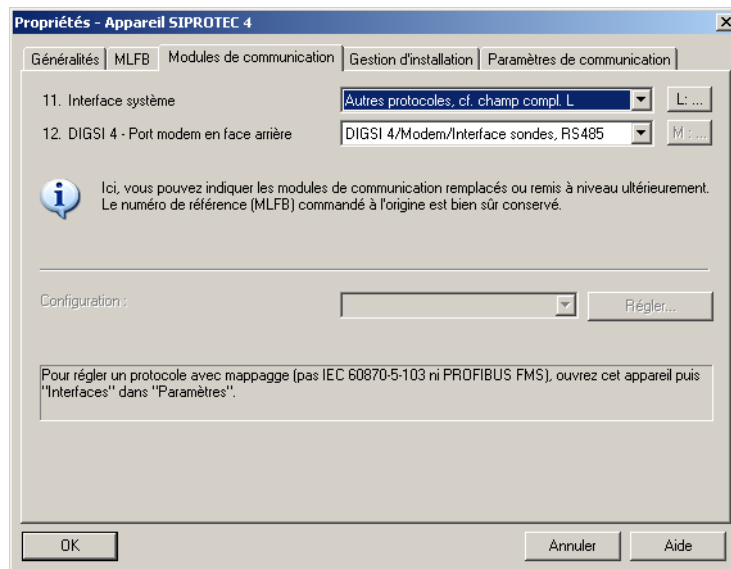 Propriétés - Appareil SIPROTEC 4
Généralités MLFB Modules de communication Gestion d'installation Paramètres de communication
11. Interface système Autres protocoles, cf. champ compl. L L: ...
12. DIGSI 4 - Port modem en face arrière DIGSI 4/Modem/Interface sondes, RS485 M : ...
Ici, vous pouvez indiquer les modules de communication remplacés ou remis à niveau ultérieurement.
Le numéro de référence (MLFB) commandé à l'origine est bien sûr conservé.
Configuration : Régler...
Pour régler un protocole avec mappagge (pas IEC 60870-5-103 ni PROFIBUS FMS), ouvrez cet appareil puis
"Interfaces" dans "Paramètres".
OK Annuler Aide